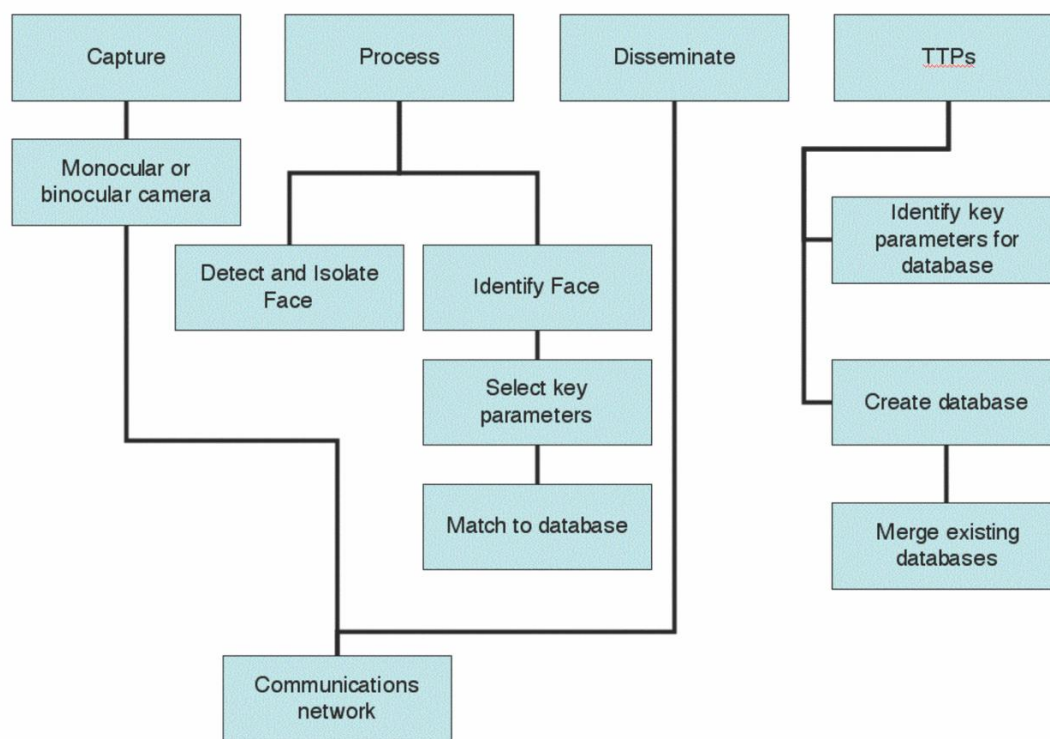 Capture
Process
Disseminate
TTPs
Monocular or
binocular camera
Identify key
parameters for
database
Detect and Isolate
Face
Identify Face
Select key
parameters
Create database
Match to database
Merge existing
databases
Communications
network